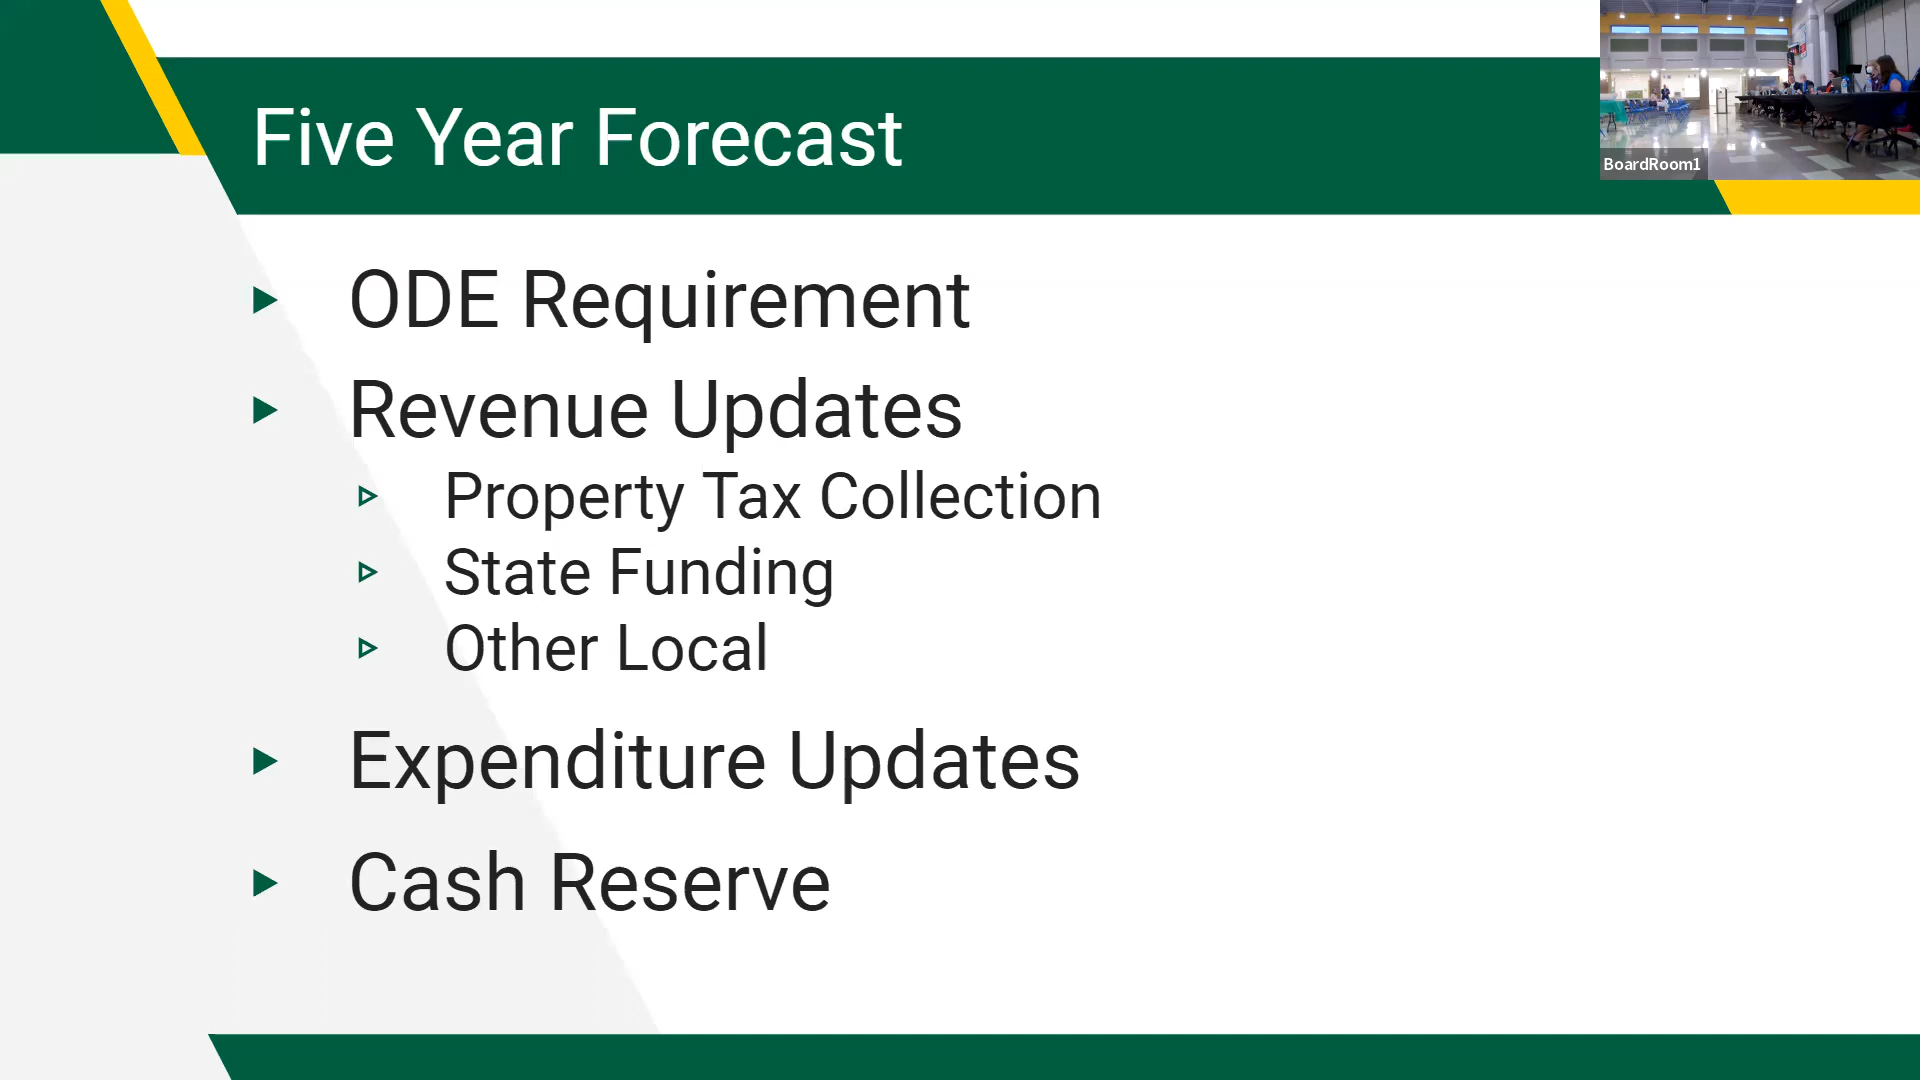 Five Year Forecast
BoardRoom1
ODE Requirement
Revenue Updates
Property Tax Collection
State Funding
Other Local
Expenditure Updates
Cash Reserve